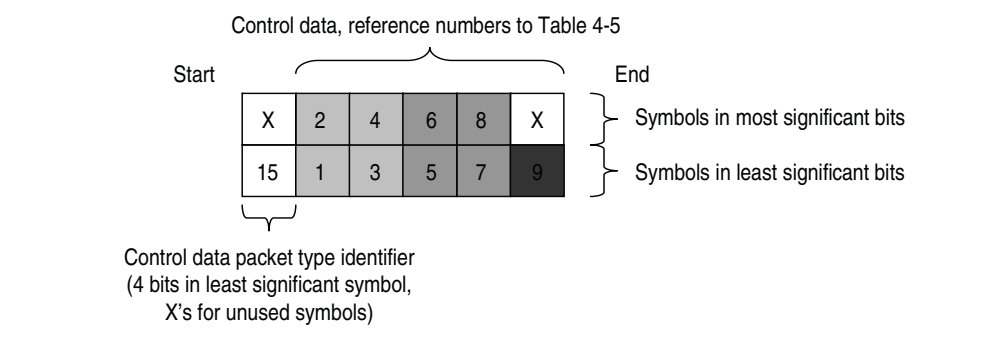 Control data, reference numbers to Table 4-5
Start
End
X 2 4 6 8 X
Symbols in most significant bits
15 1 3 5 7 9
Symbols in least significant bits
Control data packet type identifier
(4 bits in least significant symbol,
X's for unused symbols)